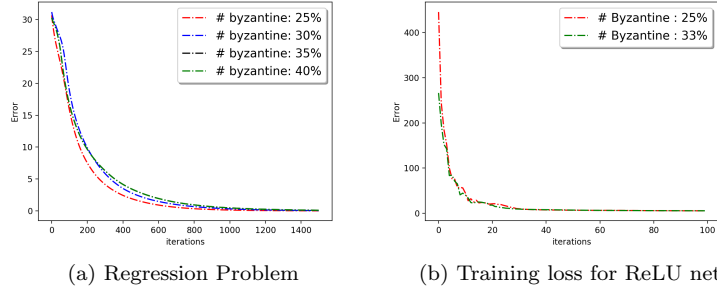 # byzantine: 25%
# byzantine: 30%
# byzantine: 35%
# byzantine: 40%
30
25
20
15
10
5
0
Error
0 200 400 600 800 1000 1200 1400
iterations
(a) Regression Problem
# Byzantine : 25%
# Byzantine : 33%
400
300
200
100
0
Error
0 20 40 60 80 100
iterations
(b) Training loss for ReLU net